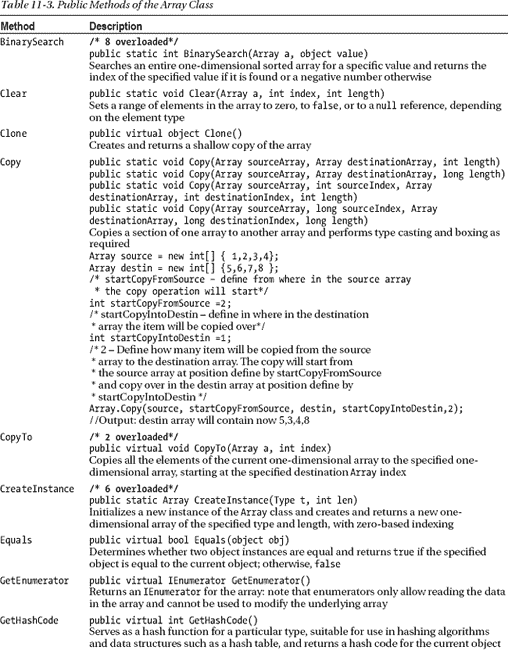 Table 11-3. Public Methods of the Array Class
Method Description
BinarySearch /* 8 overloaded*/
public static int BinarySearch(Array a, object value)
Searches an entire one-dimensional sorted array for a specific value and returns the
index of the specified value if it is found or a negative number otherwise
Clear public static void Clear(Array a, int index, int length)
Sets a range of elements in the array to zero, to false, or to a null reference, depending
on the element type
Clone public virtual object Clone()
Creates and returns a shallow copy of the array
Copy public static void Copy(Array sourceArray, Array destinationArray, int length)
public static void Copy(Array sourceArray, Array destinationArray, long length)
public static void Copy(Array sourceArray, int sourceIndex, Array
destinationArray, int destinationIndex, int length)
public static void Copy(Array sourceArray, long sourceIndex, Array
destinationArray, long destinationIndex, long length)
Copies a section of one array to another array and performs type casting and boxing as
required
Array source = new int[] { 1,2,3,4};
Array destin = new int[] {5,6,7,8 };
/* startCopyFromSource – define from where in the source array
* the copy operation will start*/
int startCopyFromSource =2;
/* startCopyIntoDestin – define in where in the destination
* array the item will be copied over*/
int startCopyIntoDestin =1;
/* 2 – Define how many item will be copied from the source
* array to the destination array. The copy will start from
* the source array at position define by startCopyFromSource
* and copy over in the destin array at position define by
* startCopyIntoDestin */
Array.Copy(source, startCopyFromSource, destin, startCopyIntoDestin,2);
//Output: destin array will contain now 5,3,4,8
CopyTo /* 2 overloaded*/
public virtual void CopyTo(Array a, int index)
Copies all the elements of the current one-dimensional array to the specified one-
dimensional array, starting at the specified destination Array index
CreateInstance /* 6 overloaded*/
public static Array CreateInstance(Type t, int len)
Initializes a new instance of the Array class and creates and returns a new one-
dimensional array of the specified type and length, with zero-based indexing
Equals public virtual bool Equals(object obj)
Determines whether two object instances are equal and returns true if the specified
object is equal to the current object; otherwise, false
GetEnumerator public virtual IEnumerator GetEnumerator()
Returns an IEnumerator for the array: note that enumerators only allow reading the data
in the array and cannot be used to modify the underlying array
GetHashCode public virtual int GetHashCode()
Serves as a hash function for a particular type, suitable for use in hashing algorithms
and data structures such as a hash table, and returns a hash code for the current object